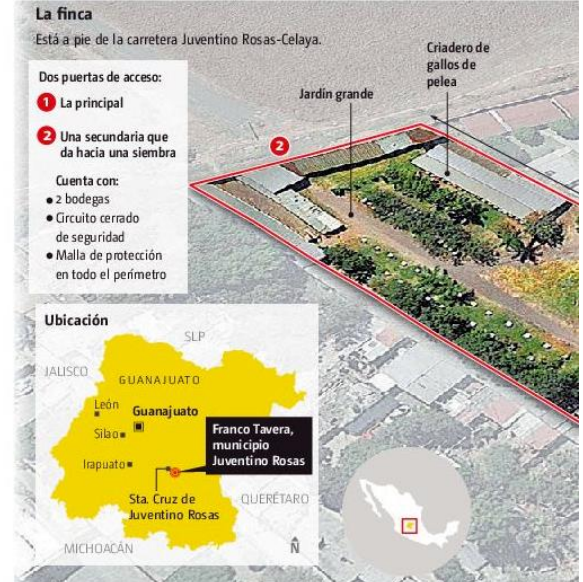 La finca
Está a pie de la carretera Juventino Rosas-Celaya.
Dos puertas de acceso:
1 La principal
2 Una secundaria que
da hacia una siembra
Cuenta con:
• 2 bodegas
• Circuito cerrado
de seguridad
• Malla de protección
en todo el perímetro
Jardín grande
Criadero de
gallos de
pelea
2
Ubicación
SLP
JALISCO
GUANAJUATO
León
Guanajuato
Silao
Irapuato
Franco Tavera,
municipio
Juventino Rosas
Sta. Cruz de
Juventino Rosas
QUERÉTARO
MICHOACÁN
N